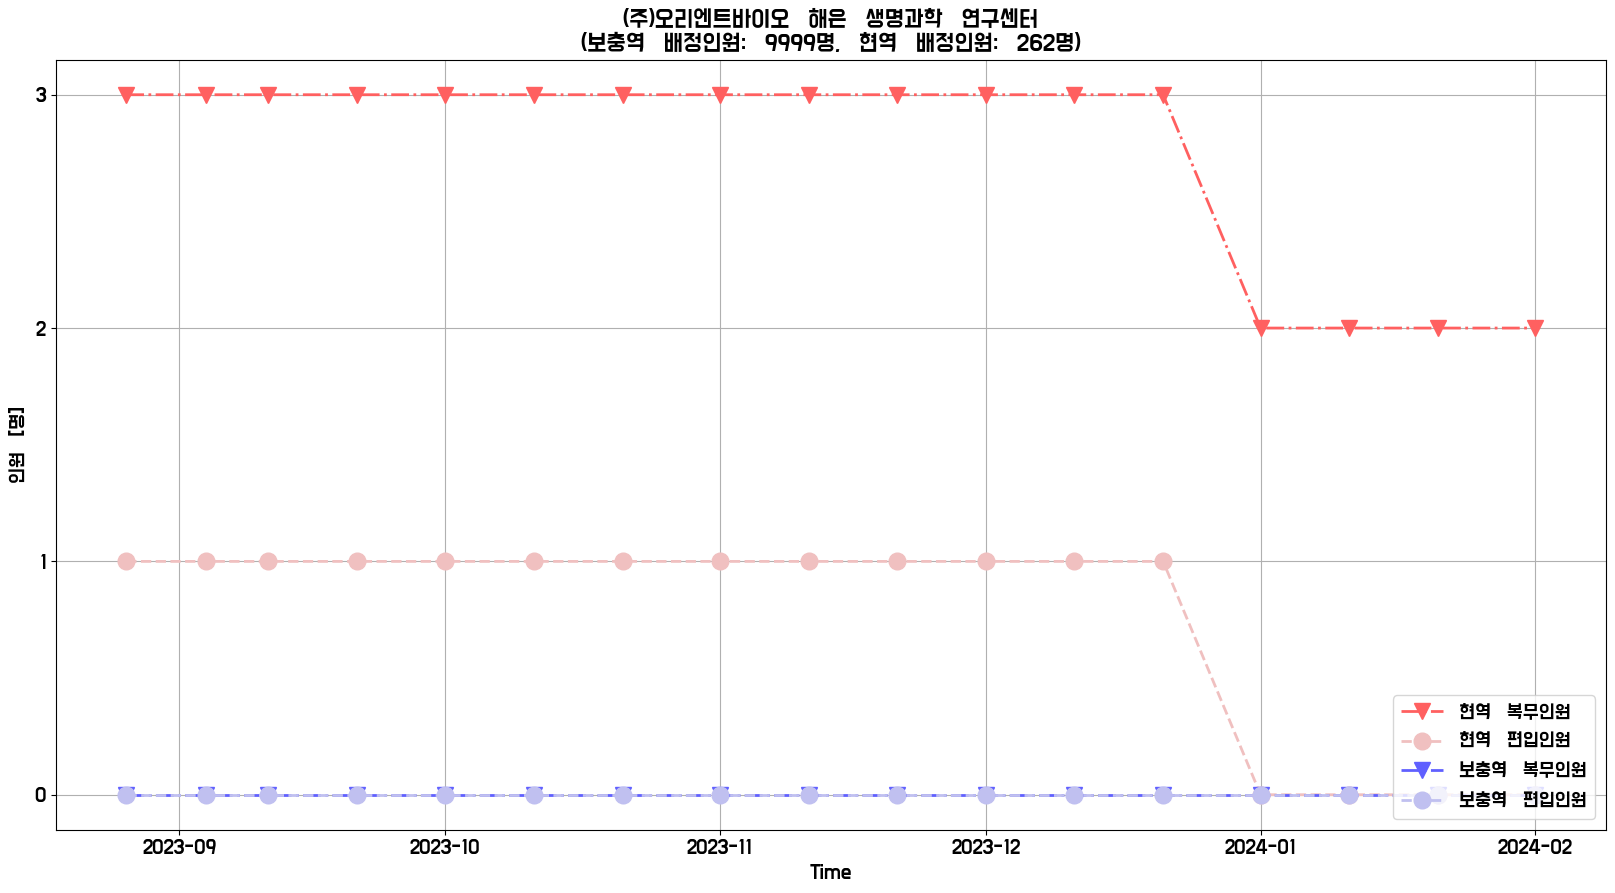 (주)오리엔트바이오 해은 생명과학 연구센터
(보충역 배정인원: 9999명, 현역 배정인원: 262명)
3
2
1
0
인원 [명]
현역 복무인원
현역 편입인원
보충역 복무인원
보충역 편입인원
2023-09
2023-10
2023-11
2023-12
2024-01
2024-02
Time